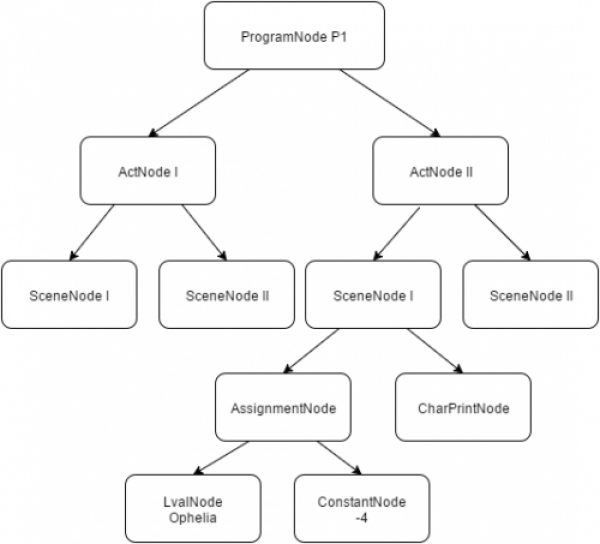 ProgramNode P1
ActNode I
ActNode II
SceneNode I
SceneNode II
SceneNode I
SceneNode II
AssignmentNode
CharPrintNode
LvalNode
Ophelia
ConstantNode
-4